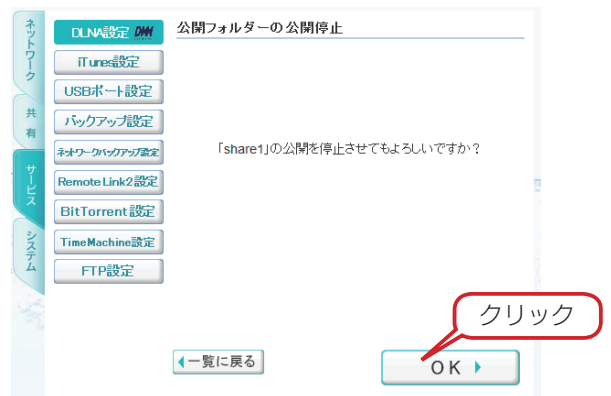 ネットワーク
共有
サービス
システム
DLNA設定
iTunes設定
USBポート設定
バックアップ設定
ネットワークバックアップ設定
RemoteLink2設定
BitTorrent設定
TimeMachine設定
FTP設定
公開フォルダーの公開停止
「share1」の公開を停止させてもよろしいですか？
クリック
一覧に戻る
OK